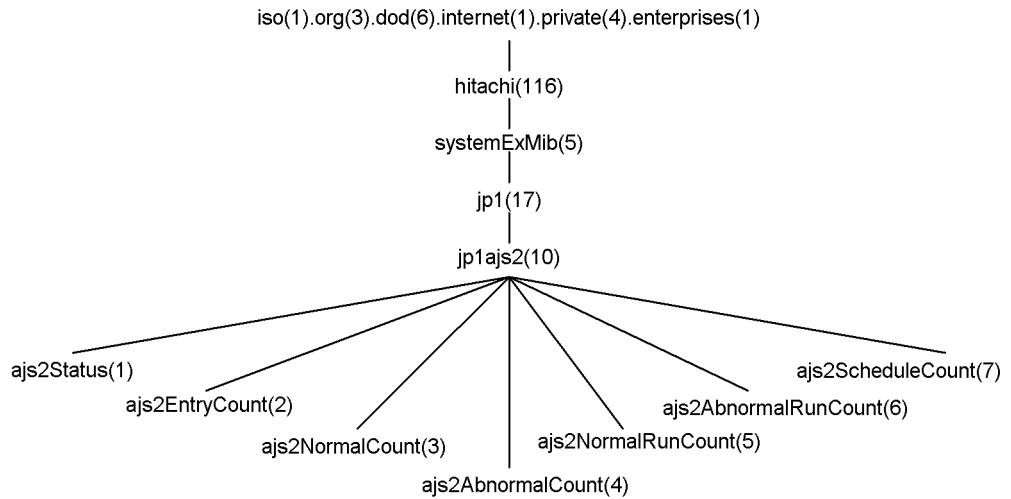 iso(1).org(3).dod(6).internet(1).private(4).enterprises(1)
hitachi(116)
systemExMib(5)
jp1(17)
jp1ajs2(10)
ajs2Status(1)
ajs2EntryCount(2)
ajs2NormalCount(3)
ajs2AbnormalCount(4)
ajs2NormalRunCount(5)
ajs2AbnormalRunCount(6)
ajs2ScheduleCount(7)